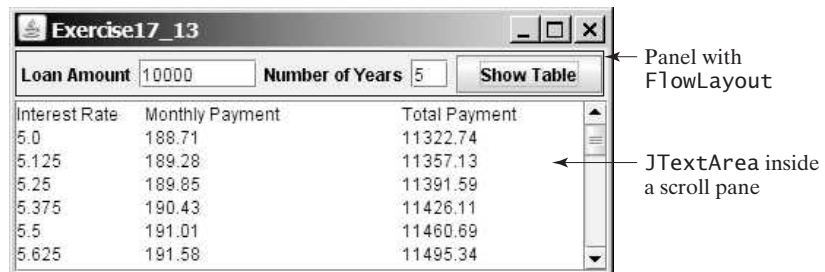 Exercise17_13
Loan Amount 10000 Number of Years 5 Show Table
Panel with
FlowLayout
Interest Rate Monthly Payment Total Payment
5.0 188.71 11322.74
5.125 189.28 11357.13
5.25 189.85 11391.59
5.375 190.43 11426.11
5.5 191.01 11460.69
5.625 191.58 11495.34
JTextArea inside
a scroll pane